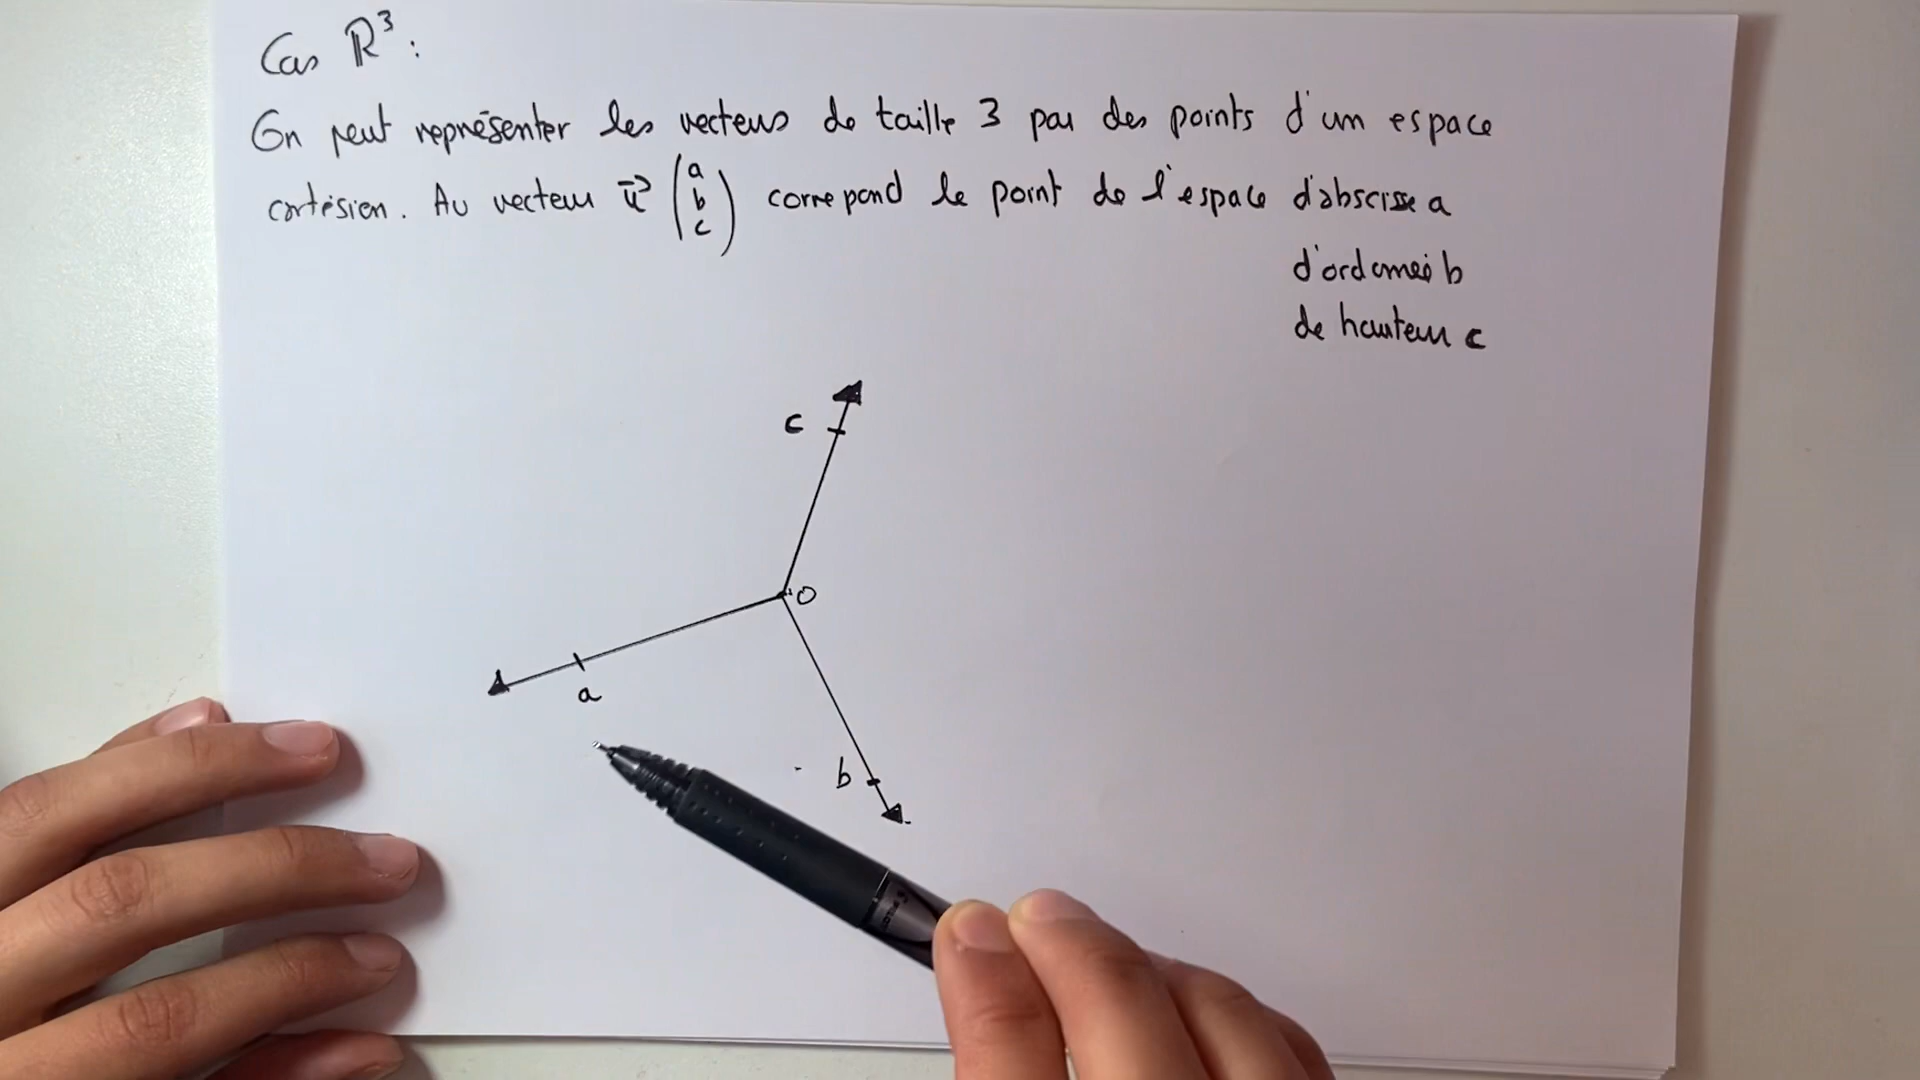 Cas ℝ³ :
On peut représenter les vecteurs de taille 3 par des points d'un espace
cartésien. Au vecteur u⃗ (a b c) correpond le point de l'espace d'abscisse a
d'ordonnée b
de hauteur c
c
O
a
b